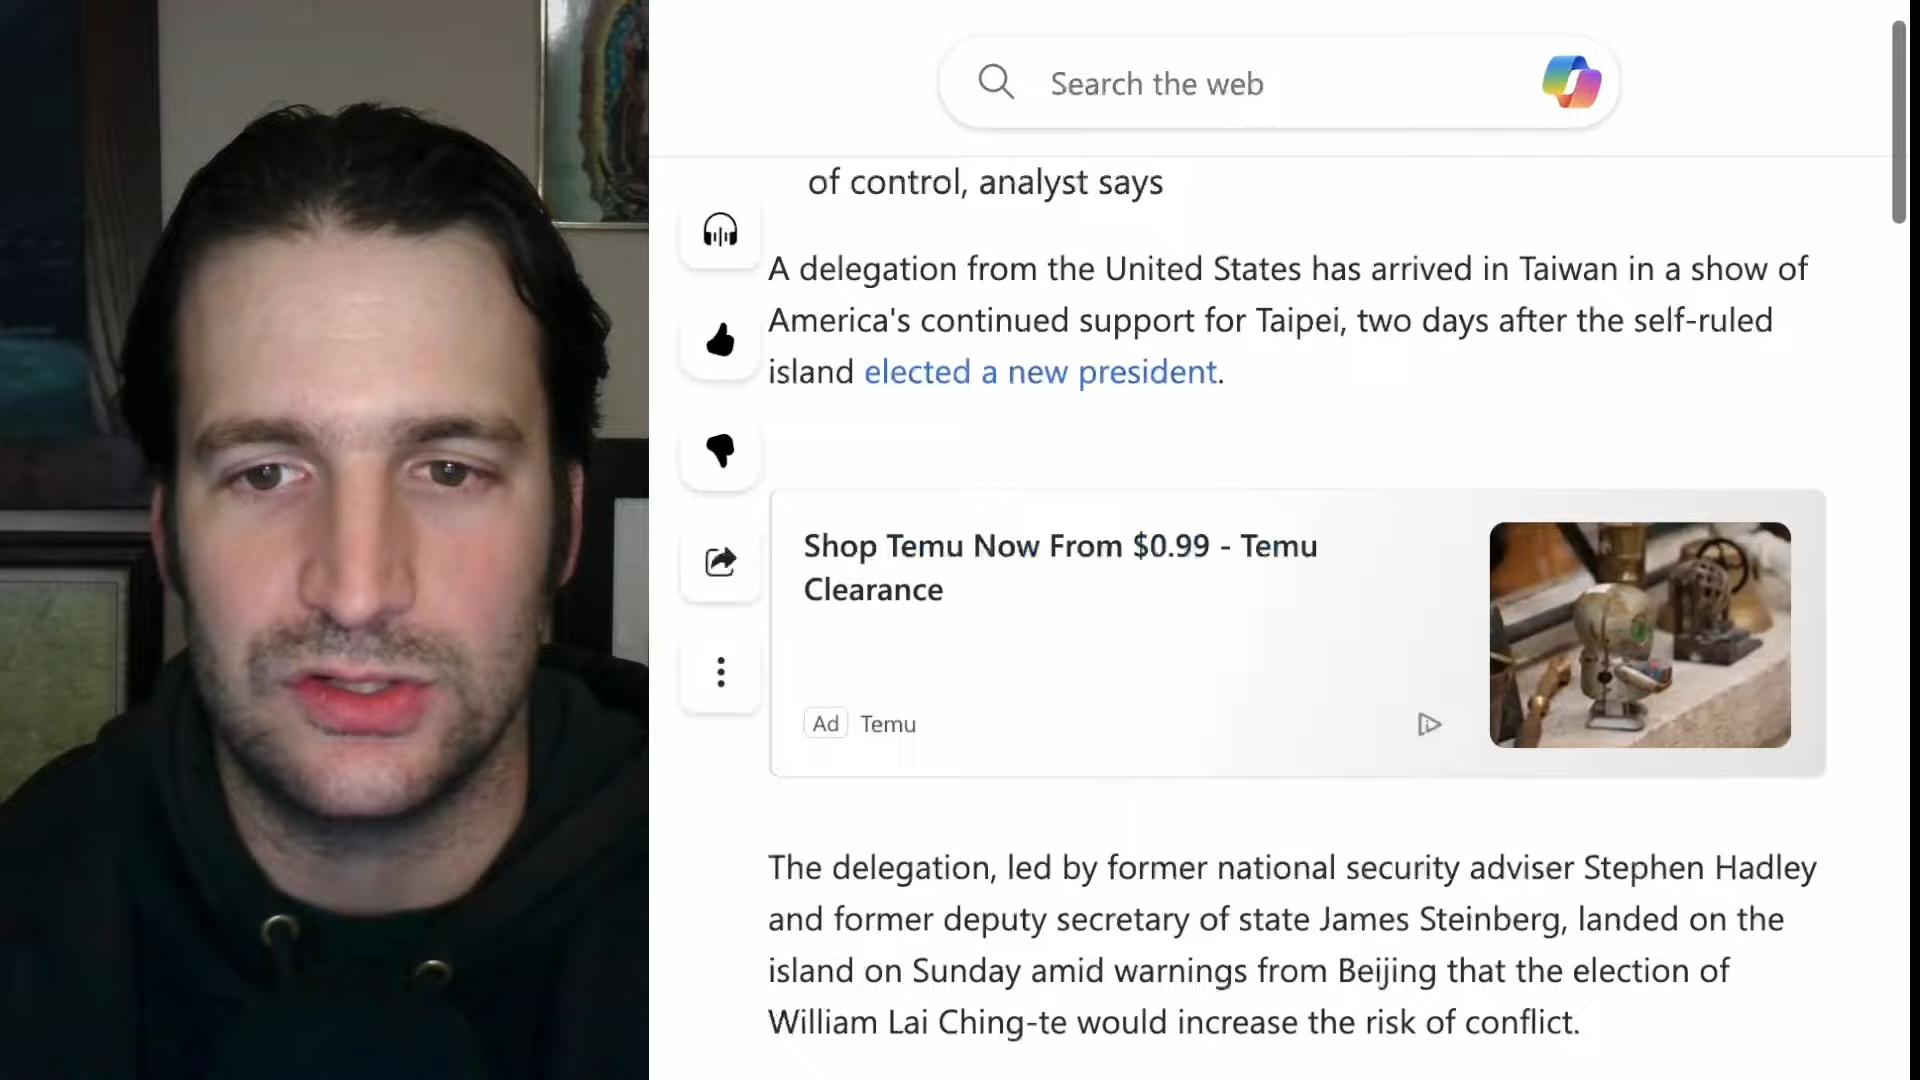 Search the web
of control, analyst says
A delegation from the United States has arrived in Taiwan in a show of
America's continued support for Taipei, two days after the self-ruled
island elected a new president.
Shop Temu Now From $0.99 - Temu
Clearance
Ad Temu
The delegation, led by former national security adviser Stephen Hadley
and former deputy secretary of state James Steinberg, landed on the
island on Sunday amid warnings from Beijing that the election of
William Lai Ching-te would increase the risk of conflict.